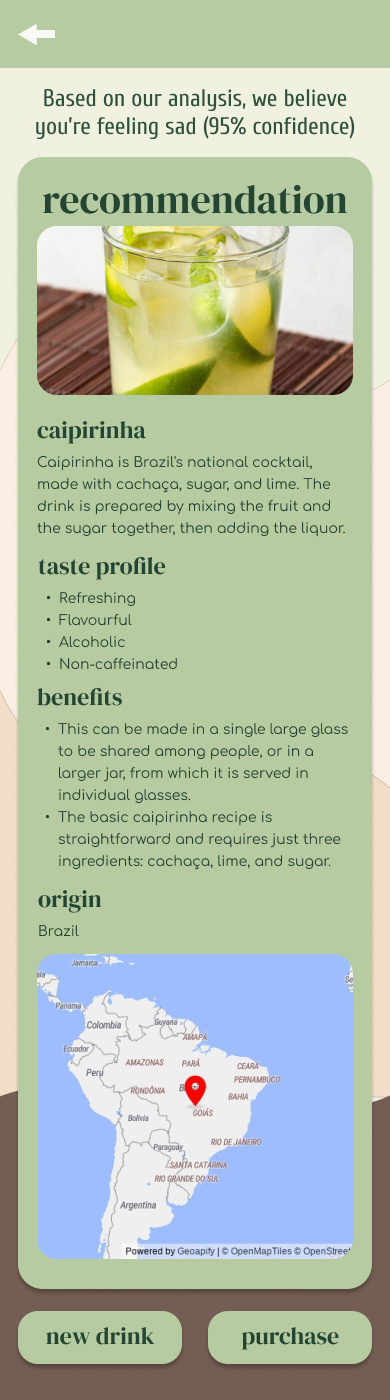 Based on our analysis, we believe
you're feeling sad (95% confidence)
recommendation
caipirinha
Caipirinha is Brazil's national cocktail,
made with cachaça, sugar, and lime. The
drink is prepared by mixing the fruit and
the sugar together, then adding the liquor.
taste profile
• Refreshing
• Flavourful
• Alcoholic
• Non-caffeinated
benefits
• This can be made in a single large glass
to be shared among people, or in a
larger jar, from which it is served in
individual glasses.
• The basic caipirinha recipe is
straightforward and requires just three
ingredients: cachaça, lime, and sugar.
origin
Brazil
Jamaica
Panama
Colombia
Guyana
AMAPÁ
Ecuador
AMAZONAS
PARÁ
CEARÁ
Peru
PERNAMBUCO
RONDÔNIA
BAHIA
GOIÁS
Bolivia
RIO DE JANEIRO
Paraguay
SANTA CATARINA
RIO GRANDE DO SUL
Argentina
Powered by Geoapify | © OpenMapTiles © OpenStreet
new drink
purchase